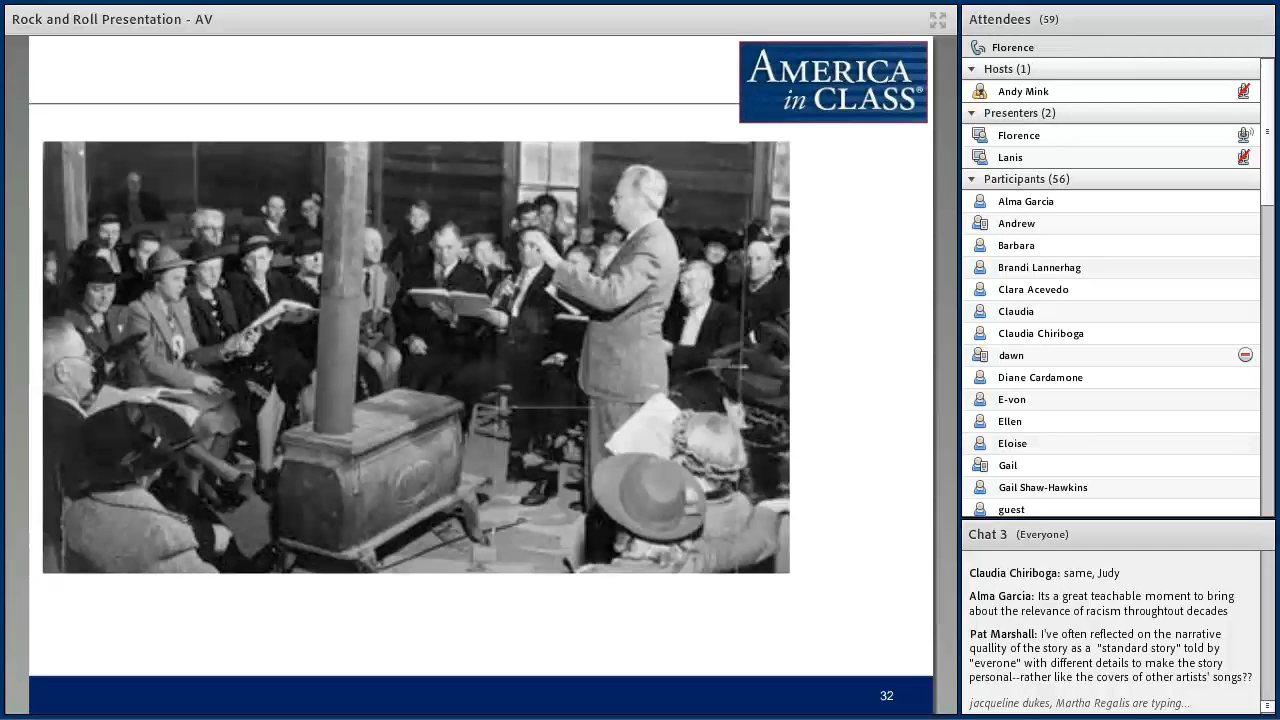 Rock and Roll Presentation - AV
AMERICA
in CLASS®
32
Attendees (59)
Florence
Hosts (1)
Andy Mink
Presenters (2)
Florence
Lanis
Participants (56)
Alma Garcia
Andrew
Barbara
Brandi Lannerhag
Clara Acevedo
Claudia
Claudia Chiriboga
dawn
Diane Cardamone
E-von
Ellen
Eloise
Gail
Gail Shaw-Hawkins
guest
Chat 3 (Everyone)
Claudia Chiriboga: same, Judy
Alma Garcia: Its a great teachable moment to bring
about the relevance of racism throughtout decades
Pat Marshall: I've often reflected on the narrative
quallity of the story as a "standard story" told by
"everone" with different details to make the story
personal--rather like the covers of other artists' songs??
jacqueline dukes, Martha Regalis are typing...